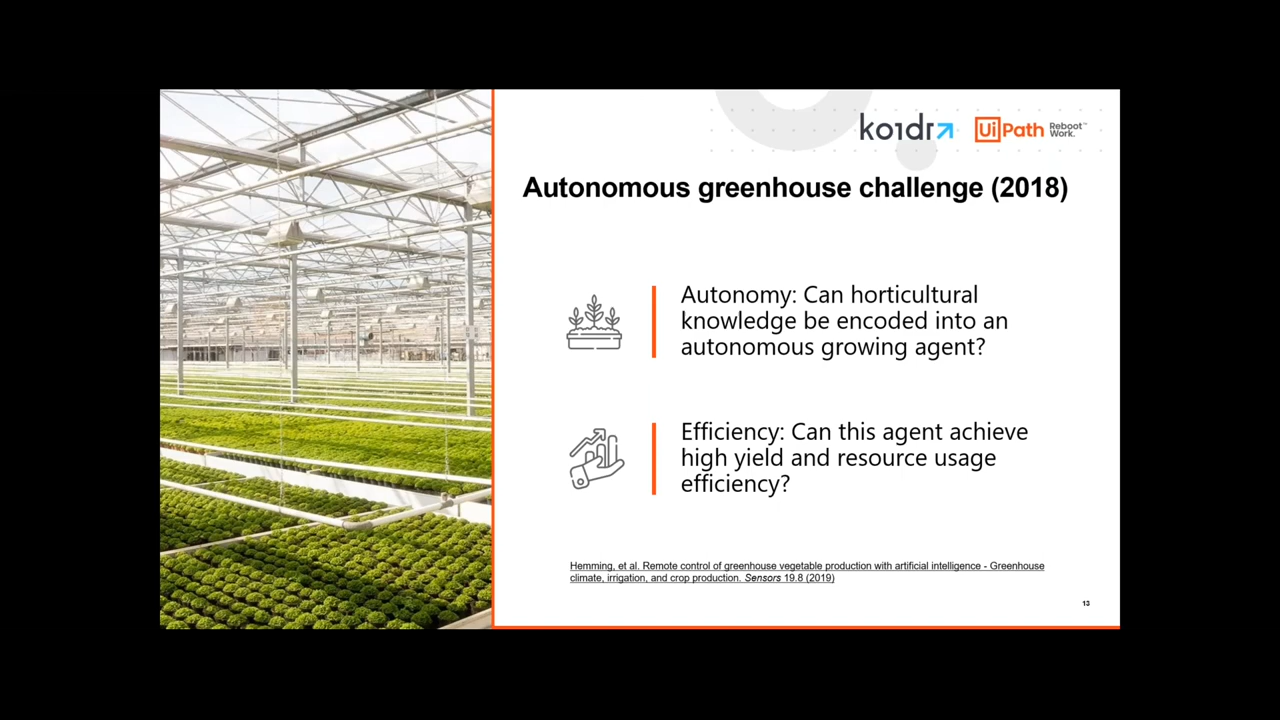 koidra
UiPath Reboot Work.™
Autonomous greenhouse challenge (2018)
Autonomy: Can horticultural
knowledge be encoded into an
autonomous growing agent?
Efficiency: Can this agent achieve
high yield and resource usage
efficiency?
Hemming, et al. Remote control of greenhouse vegetable production with artificial intelligence - Greenhouse
climate, irrigation, and crop production. Sensors 19.8 (2019)
13